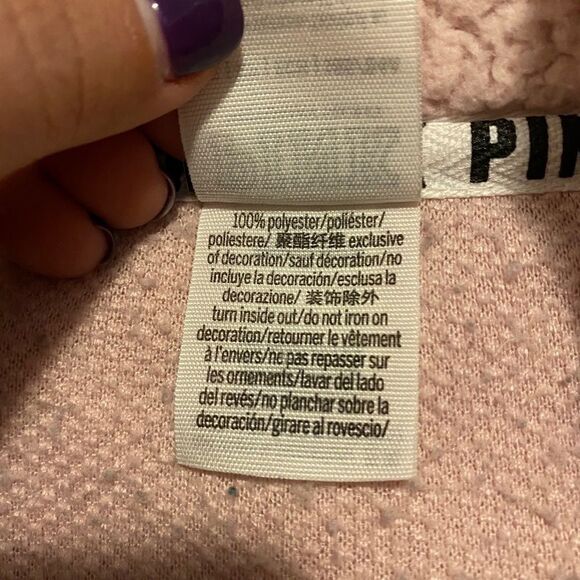 PIN
100% polyester/poliéster/
poliestere/ 聚酯纤维 exclusive
of decoration/sauf décoration/no
incluye la decoración/esclusa la
decorazione/ 装饰除外
turn inside out/do not iron on
decoration/retourner le vêtement
à l'envers/ne pas repasser sur
les ornements/lavar del lado
del revés/no planchar sobre la
decoración/girare al rovescio/